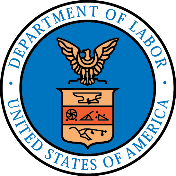 DEPARTMENT OF LABOR
UNITED STATES OF AMERICA